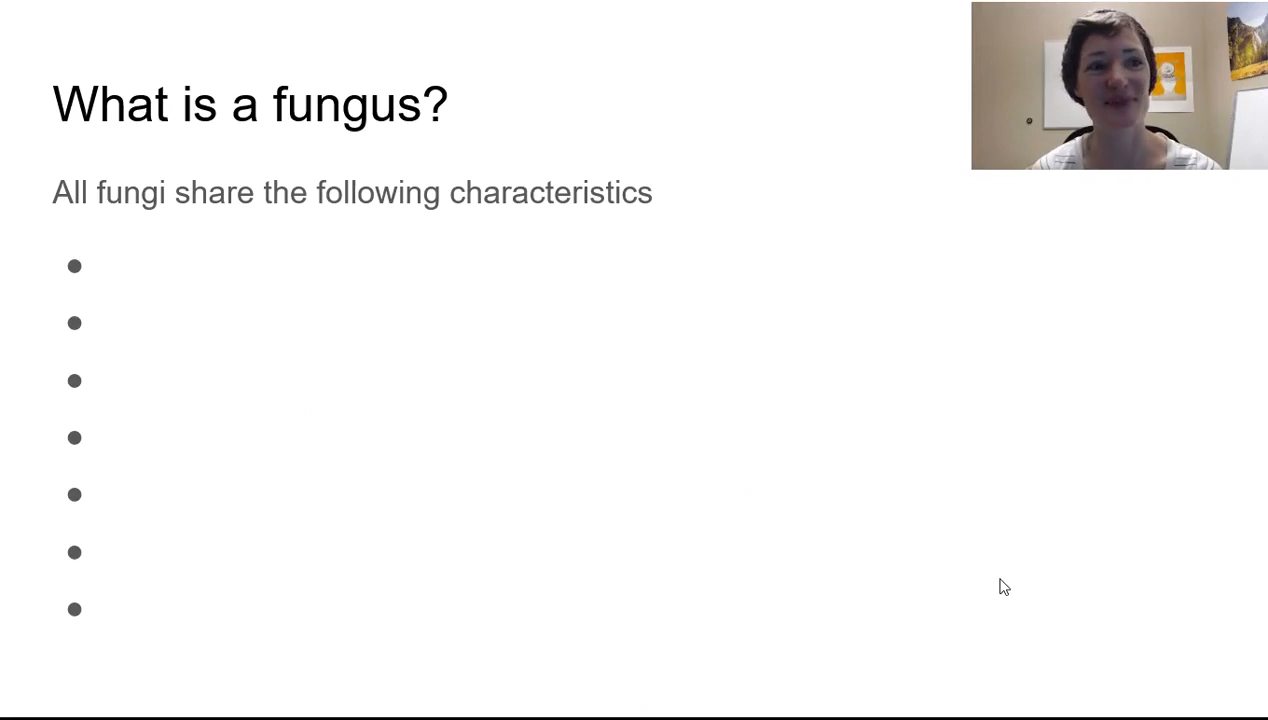 What is a fungus?
All fungi share the following characteristics